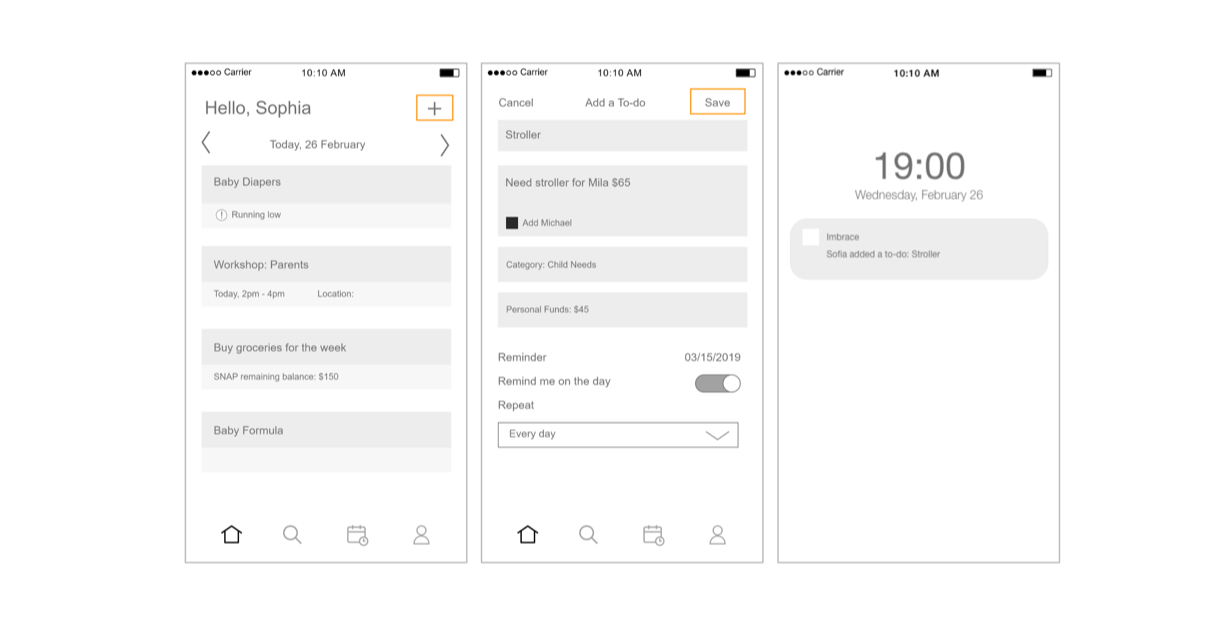 Carrier
10:10 AM
Hello, Sophia
+
Today, 26 February
Baby Diapers
Running low
Workshop: Parents
Today, 2pm - 4pm
Location:
Buy groceries for the week
SNAP remaining balance: $150
Baby Formula
Carrier
10:10 AM
Cancel
Add a To-do
Save
Stroller
Need stroller for Mila $65
Add Michael
Category: Child Needs
Personal Funds: $45
Reminder
03/15/2019
Remind me on the day
Repeat
Every day
Carrier
10:10 AM
19:00
Wednesday, February 26
Imbrace
Sofia added a to-do: Stroller